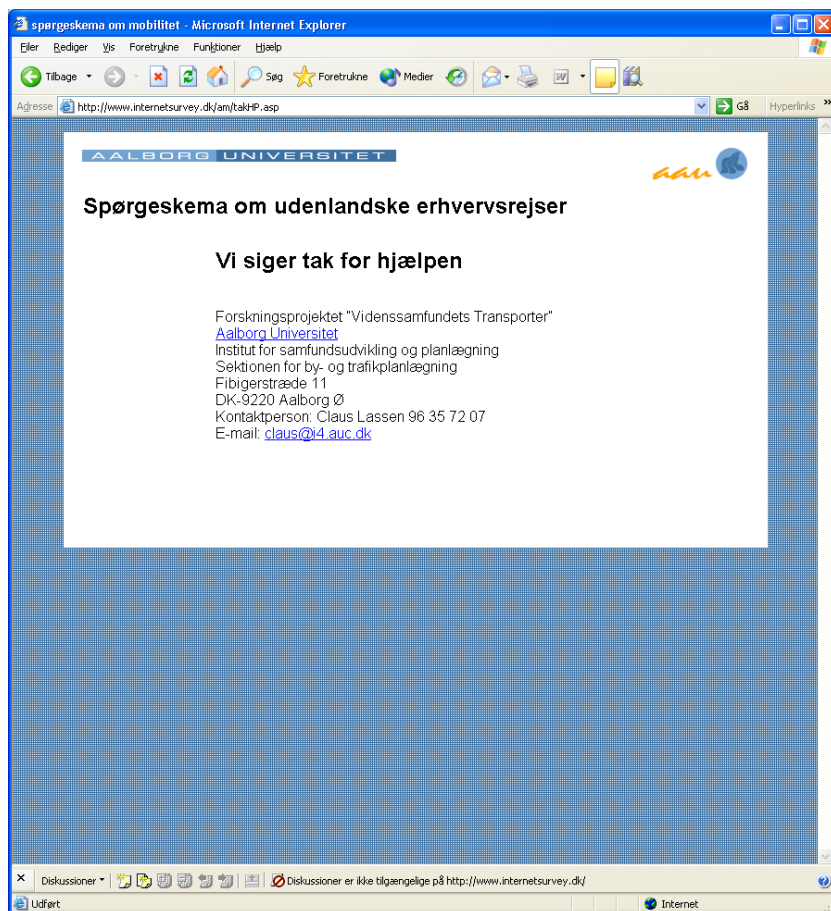 spørgeskema om mobilitet - Microsoft Internet Explorer
Filer Rediger Vis Foretrukne Funktioner Hjælp
Tilbage Søg Foretrukne Medier
Adresse http://www.internetsurvey.dk/am/takHP.asp Gå Hyperlinks »
AALBORG UNIVERSITET
aau
Spørgeskema om udenlandske erhvervsrejser
Vi siger tak for hjælpen
Forskningsprojektet "Videnssamfundets Transporter"
Aalborg Universitet
Institut for samfundsudvikling og planlægning
Sektionen for by- og trafikplanlægning
Fibigerstræde 11
DK-9220 Aalborg Ø
Kontaktperson: Claus Lassen 96 35 72 07
E-mail: claus@i4.auc.dk
Diskussioner Diskussioner er ikke tilgængelige på http://www.internetsurvey.dk/
Udført Internet